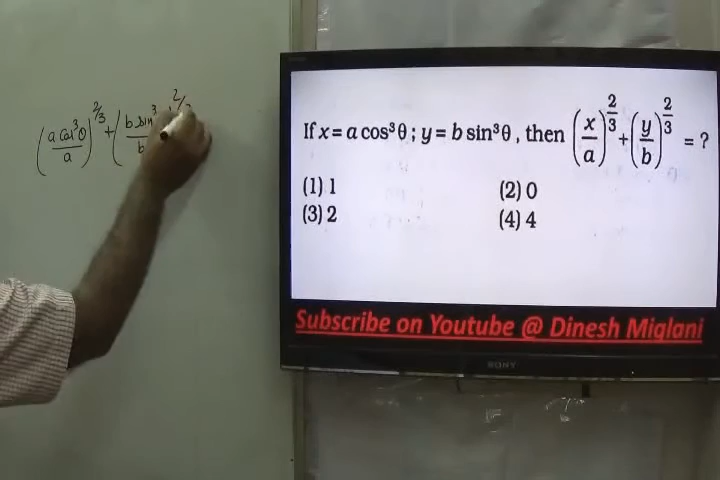 (a cos³θ/a)^2/3 + (b sin³ /b
If x = a cos³θ ; y = b sin³θ , then (x/a)^2/3 + (y/b)^2/3 = ?
(1) 1 (2) 0
(3) 2 (4) 4
Subscribe on Youtube @ Dinesh Miglani
SONY